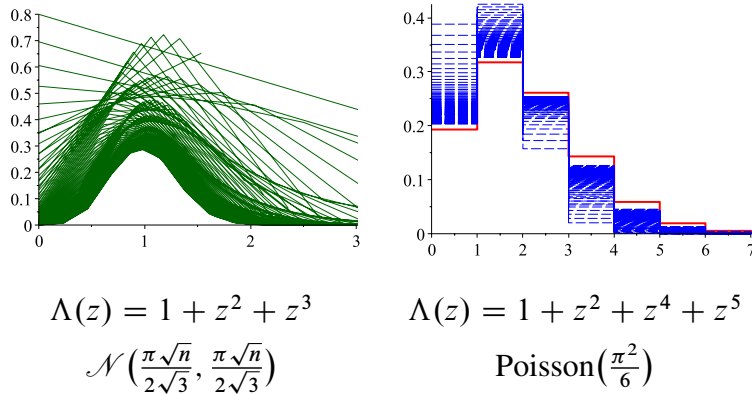 0.8
0.7
0.6
0.5
0.4
0.3
0.2
0.1
0
0 1 2 3
0.4
0.3
0.2
0.1
0
0 1 2 3 4 5 6 7
Λ(z) = 1 + z² + z³
Λ(z) = 1 + z² + z⁴ + z⁵
𝒩(π√n/2√3, π√n/2√3)
Poisson(π²/6)